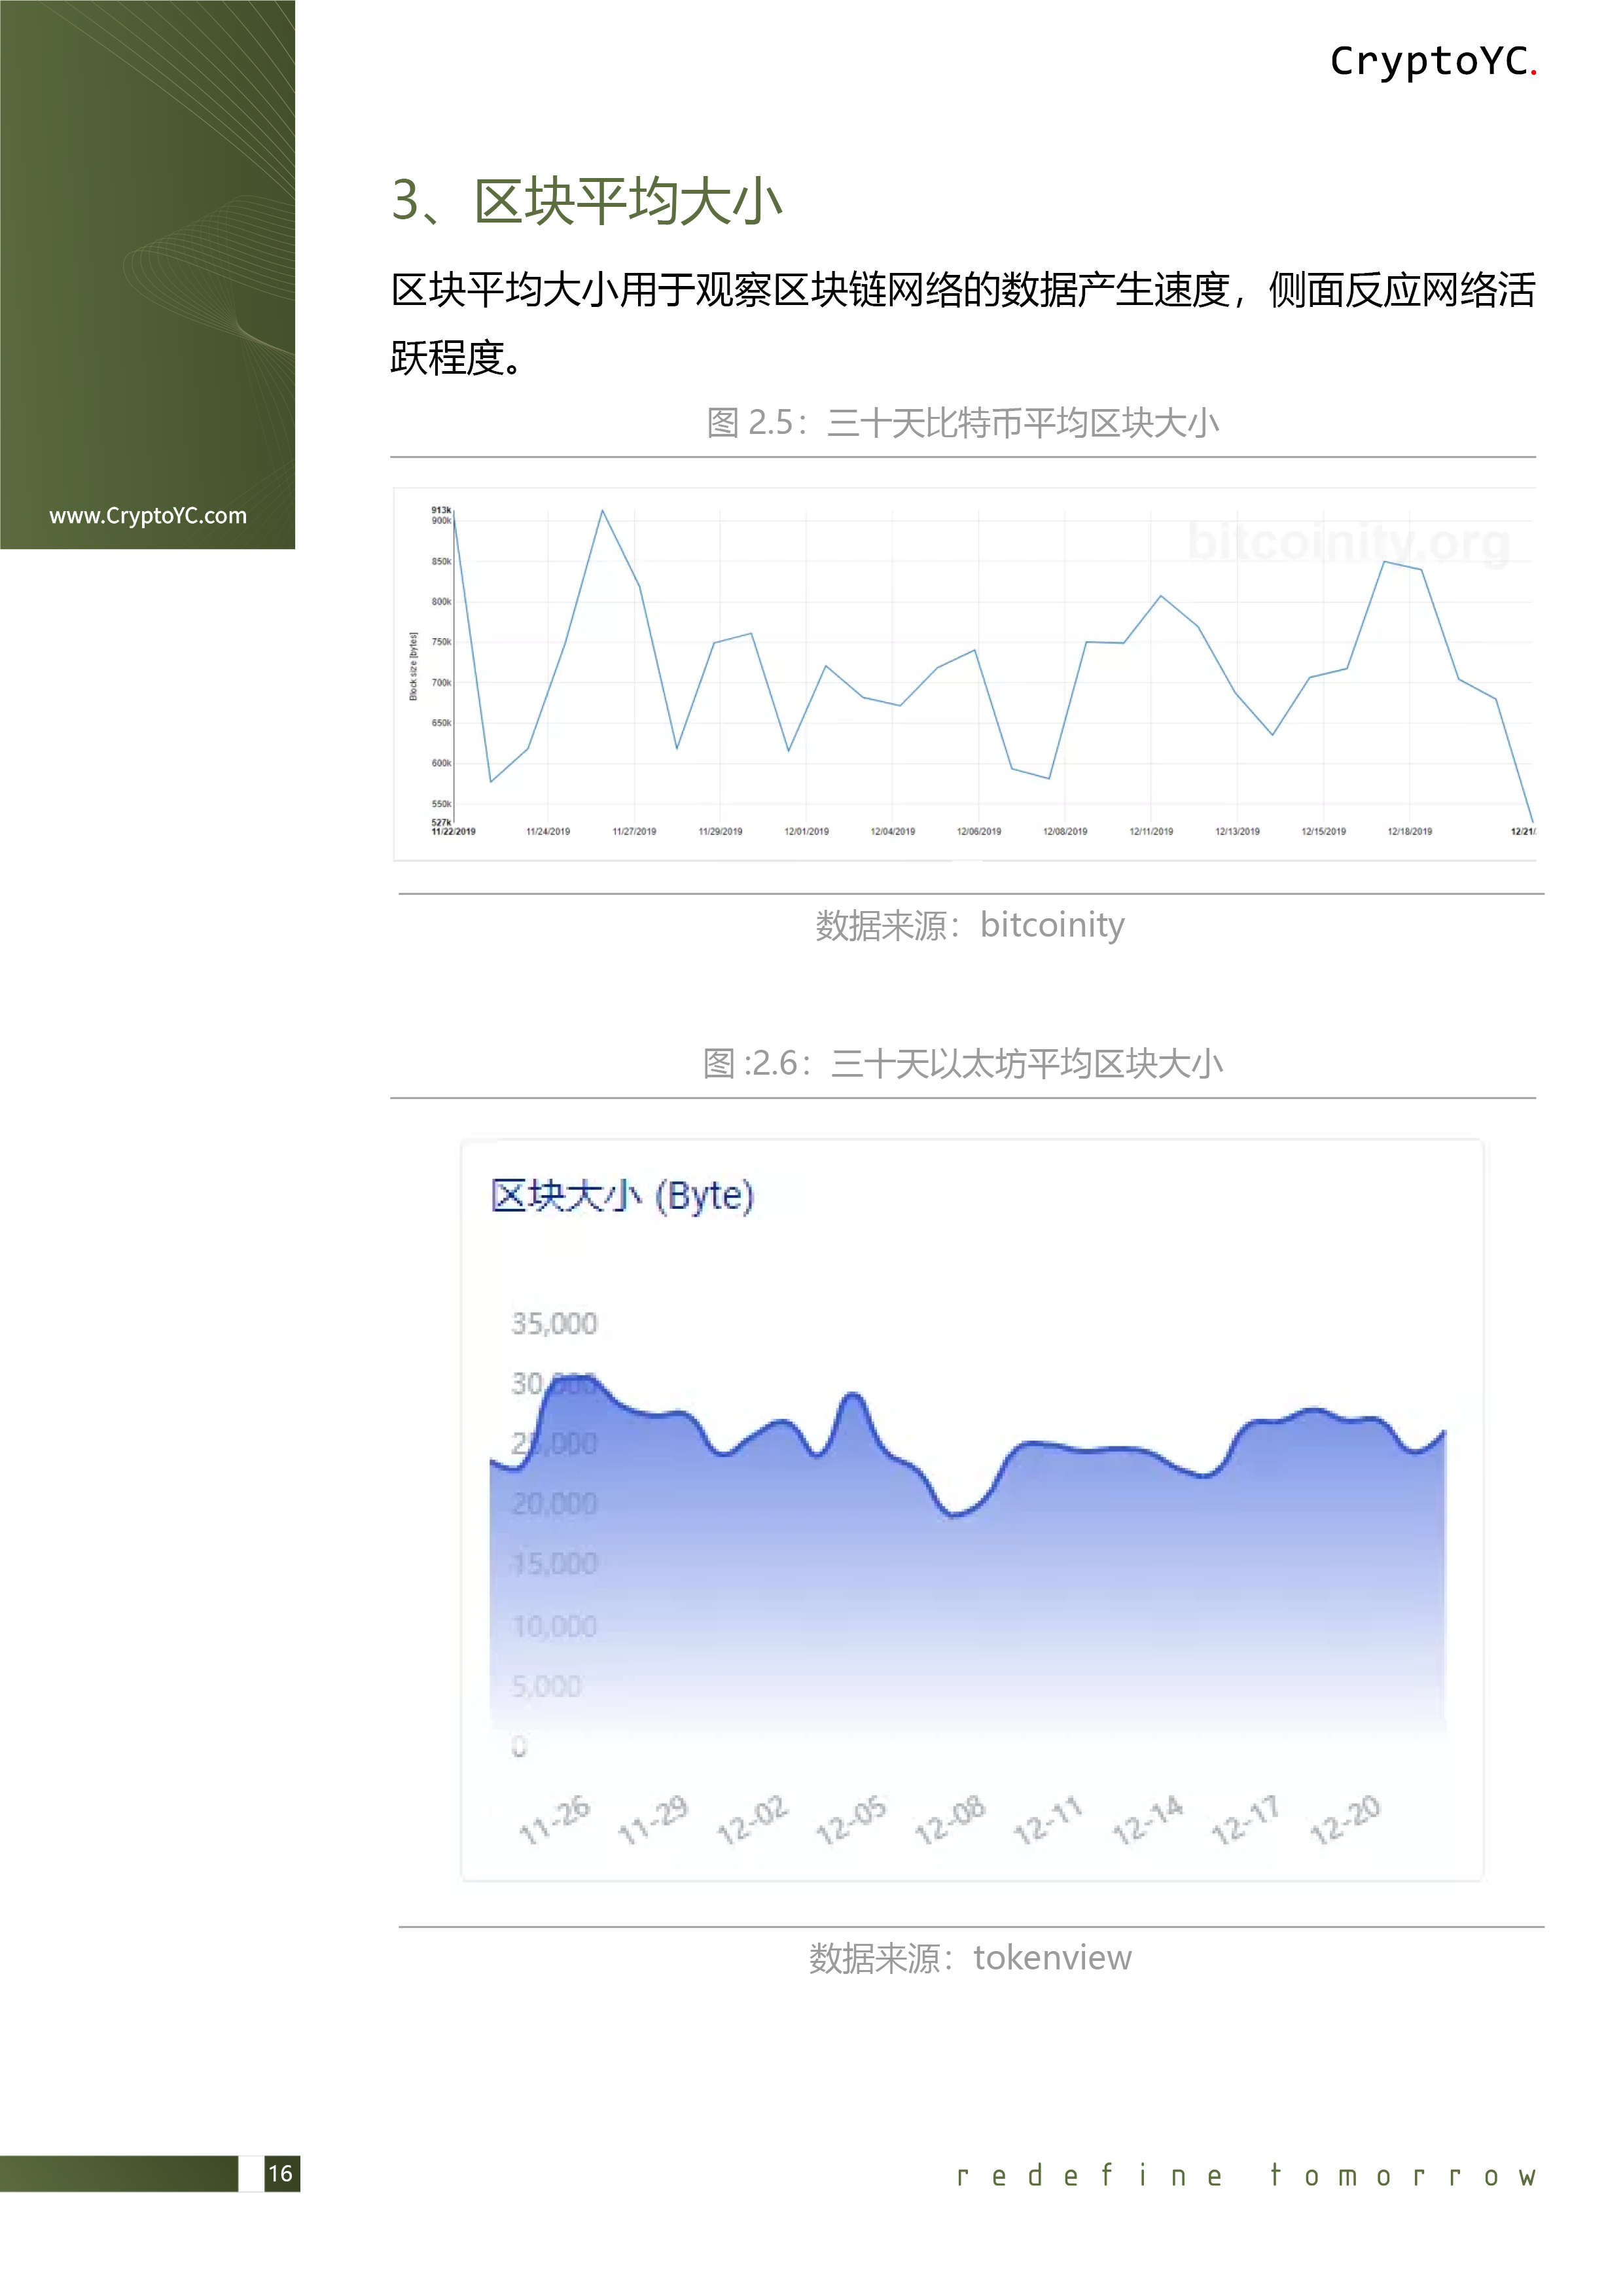 CryptoYC.
www.CryptoYC.com
3、区块平均大小
区块平均大小用于观察区块链网络的数据产生速度，侧面反应网络活
跃程度。
图 2.5：三十天比特币平均区块大小
bitcoinity.org
Block size [bytes]
913k
900k
850k
800k
750k
700k
650k
600k
550k
527k
11/22/2019 11/24/2019 11/27/2019 11/29/2019 12/01/2019 12/04/2019 12/06/2019 12/08/2019 12/11/2019 12/13/2019 12/15/2019 12/18/2019 12/21/
数据来源：bitcoinity
图 :2.6：三十天以太坊平均区块大小
区块大小 (Byte)
35,000
30,000
25,000
20,000
15,000
10,000
5,000
0
11-26 11-29 12-02 12-05 12-08 12-11 12-14 12-17 12-20
数据来源：tokenview
16
redefine tomorrow